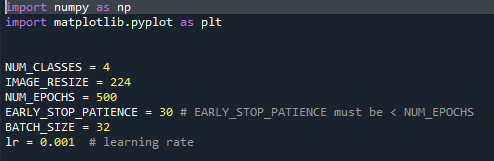 import numpy as np
import matplotlib.pyplot as plt
NUM_CLASSES = 4
IMAGE_RESIZE = 224
NUM_EPOCHS = 500
EARLY_STOP_PATIENCE = 30 # EARLY_STOP_PATIENCE must be < NUM_EPOCHS
BATCH_SIZE = 32
lr = 0.001  # learning rate